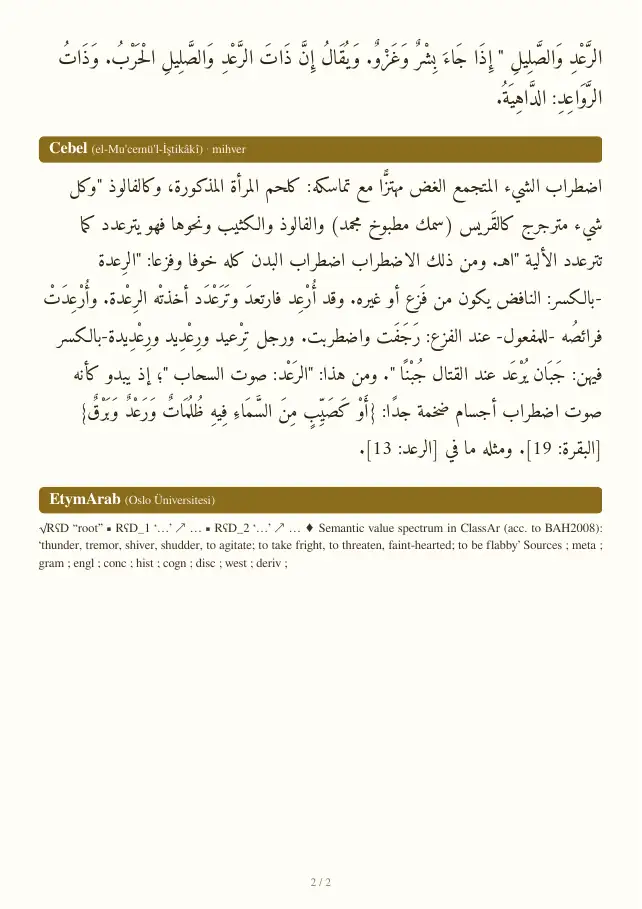 الرَّعْدِ وَالصَّلِيلِ " إِذَا جَاءَ بِشْرٌ وَغَزْوٌ. وَيُقَالُ إِنَّ ذَاتَ الرَّعْدِ وَالصَّلِيلِ الْحَرْبُ. وَذَاتُ
الرَّوَاعِدِ: الدَّاهِيَةُ.
Cebel (el-Mu'cemü'l-İştikâkî) · mihver
اضطراب الشيء المتجمع الغض مهتزًّا مع تماسكه: كلحم المرأة المذكورة، وكالفالوذ "وكل
شيء مترجرج كالقَريس (سمك مطبوخ مجمد) والفالوذ والكثيب ونحوها فهو يترعدد كما
تترعدد الألية "اهـ. ومن ذلك الاضطراب اضطراب البدن كله خوفا وفزعا: "الرِعدة
-بالكسر: النافض يكون من فَزَع أو غيره. وقد أُرْعِد فارتعدَ وتَرَعْدَد أخذتْه الرِعْدة. وأُرْعِدَتْ
فرائصُه -للمفعول- عند الفزع: رَجَفَت واضطربت. ورجل تِرْعيد ورِعْدِيد ورِعْدِيدة-بالكسر
فيهن: جَبَان يُرْعَد عند القتال جُبْنًا ". ومن هذا: "الرَعْد: صوت السحاب "؛ إذ يبدو كأنه
صوت اضطراب أجسام ضخمة جدًا: {أَوْ كَصَيِّبٍ مِنَ السَّمَاءِ فِيهِ ظُلُمَاتٌ وَرَعْدٌ وَبَرْقٌ}
[البقرة: 19]. ومثله ما في [الرعد: 13].
EtymArab (Oslo Üniversitesi)
√RʕD “root” ▪ RʕD_1 ‘…’ ↗ … ▪ RʕD_2 ‘…’ ↗ … ♦ Semantic value spectrum in ClassAr (acc. to BAH2008):
‘thunder, tremor, shiver, shudder, to agitate; to take fright, to threaten, faint-hearted; to be flabby’ Sources ; meta ;
gram ; engl ; conc ; hist ; cogn ; disc ; west ; deriv ;
2 / 2